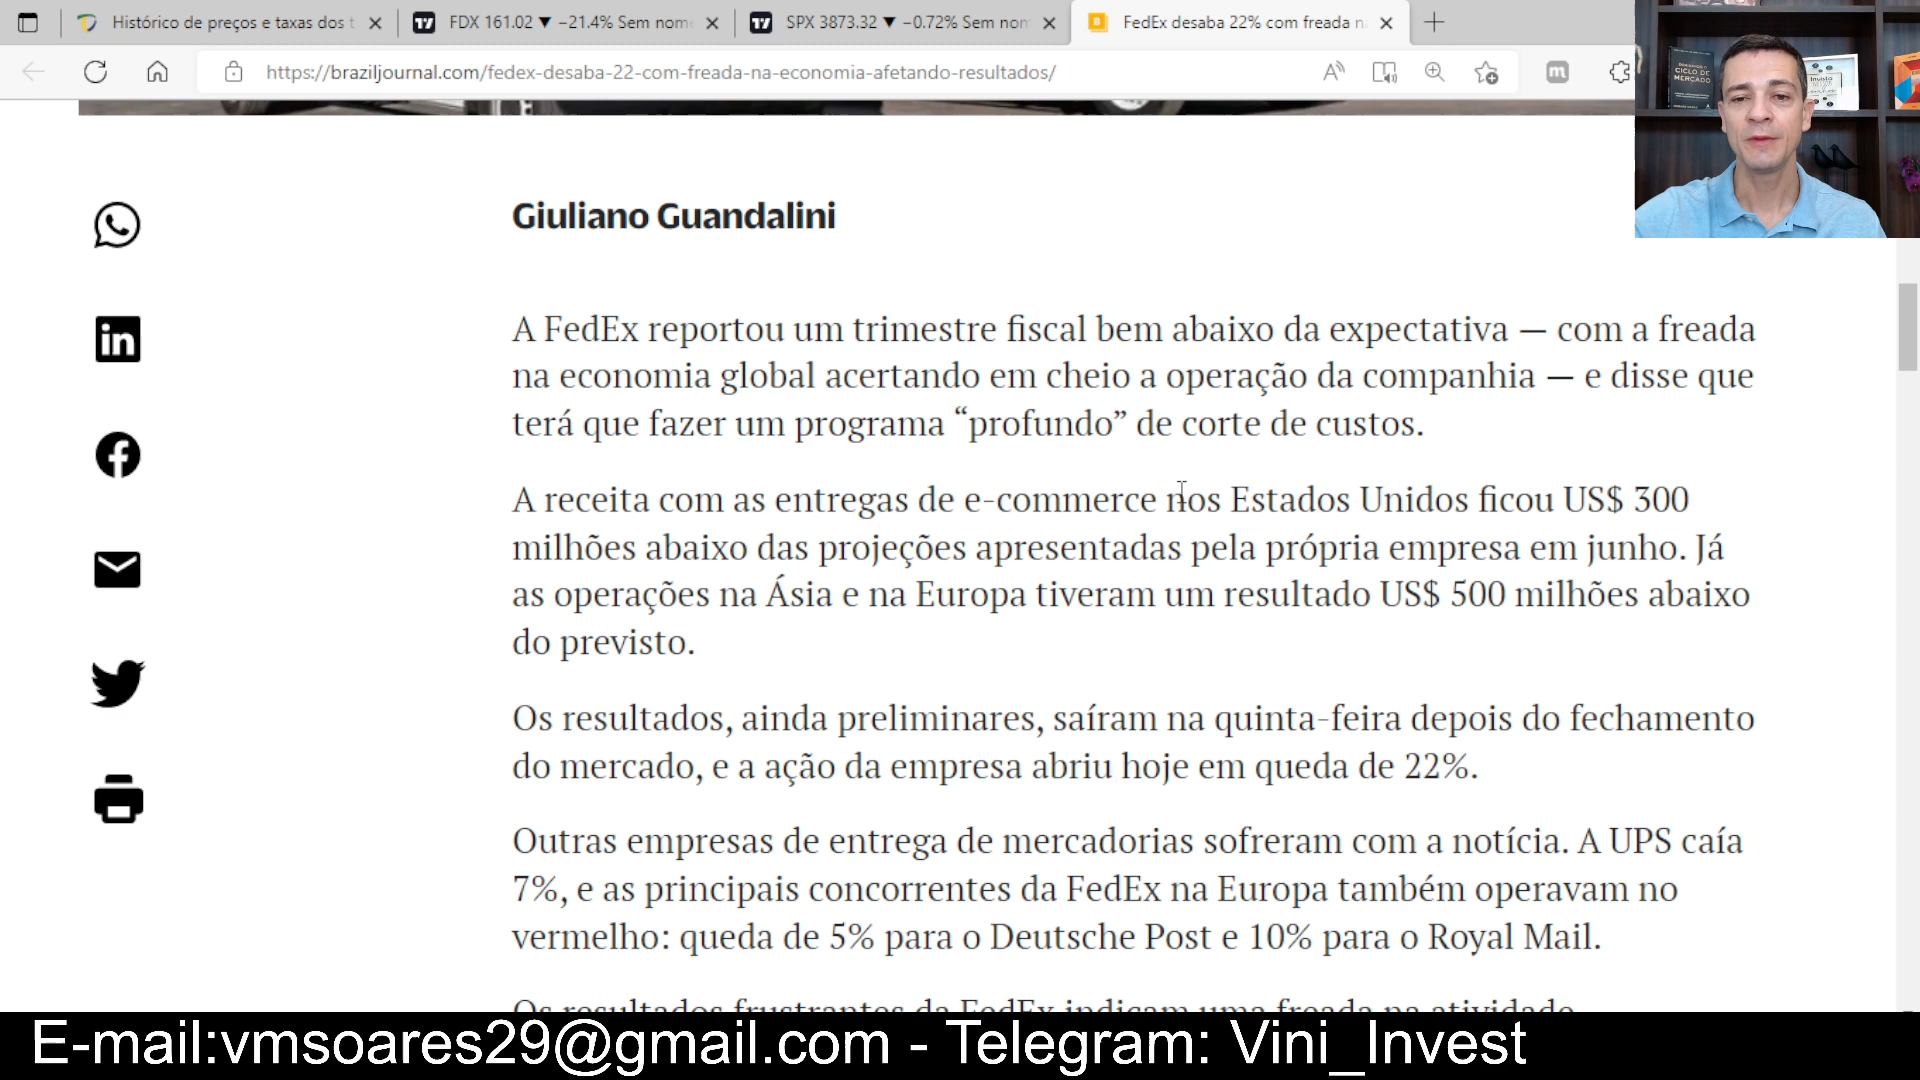 Histórico de preços e taxas dos t
FDX 161.02 ▼ −21.4% Sem nom
SPX 3873.32 ▼ −0.72% Sem non
FedEx desaba 22% com freada n
https://braziljournal.com/fedex-desaba-22-com-freada-na-economia-afetando-resultados/
CICLO DE
MERCADO
Invista
Giuliano Guandalini
A FedEx reportou um trimestre fiscal bem abaixo da expectativa — com a freada
na economia global acertando em cheio a operação da companhia — e disse que
terá que fazer um programa “profundo” de corte de custos.
A receita com as entregas de e-commerce nos Estados Unidos ficou US$ 300
milhões abaixo das projeções apresentadas pela própria empresa em junho. Já
as operações na Ásia e na Europa tiveram um resultado US$ 500 milhões abaixo
do previsto.
Os resultados, ainda preliminares, saíram na quinta-feira depois do fechamento
do mercado, e a ação da empresa abriu hoje em queda de 22%.
Outras empresas de entrega de mercadorias sofreram com a notícia. A UPS caía
7%, e as principais concorrentes da FedEx na Europa também operavam no
vermelho: queda de 5% para o Deutsche Post e 10% para o Royal Mail.
Os resultados frustrantes da FedEx indicam uma freada na atividade
E-mail:vmsoares29@gmail.com - Telegram: Vini_Invest